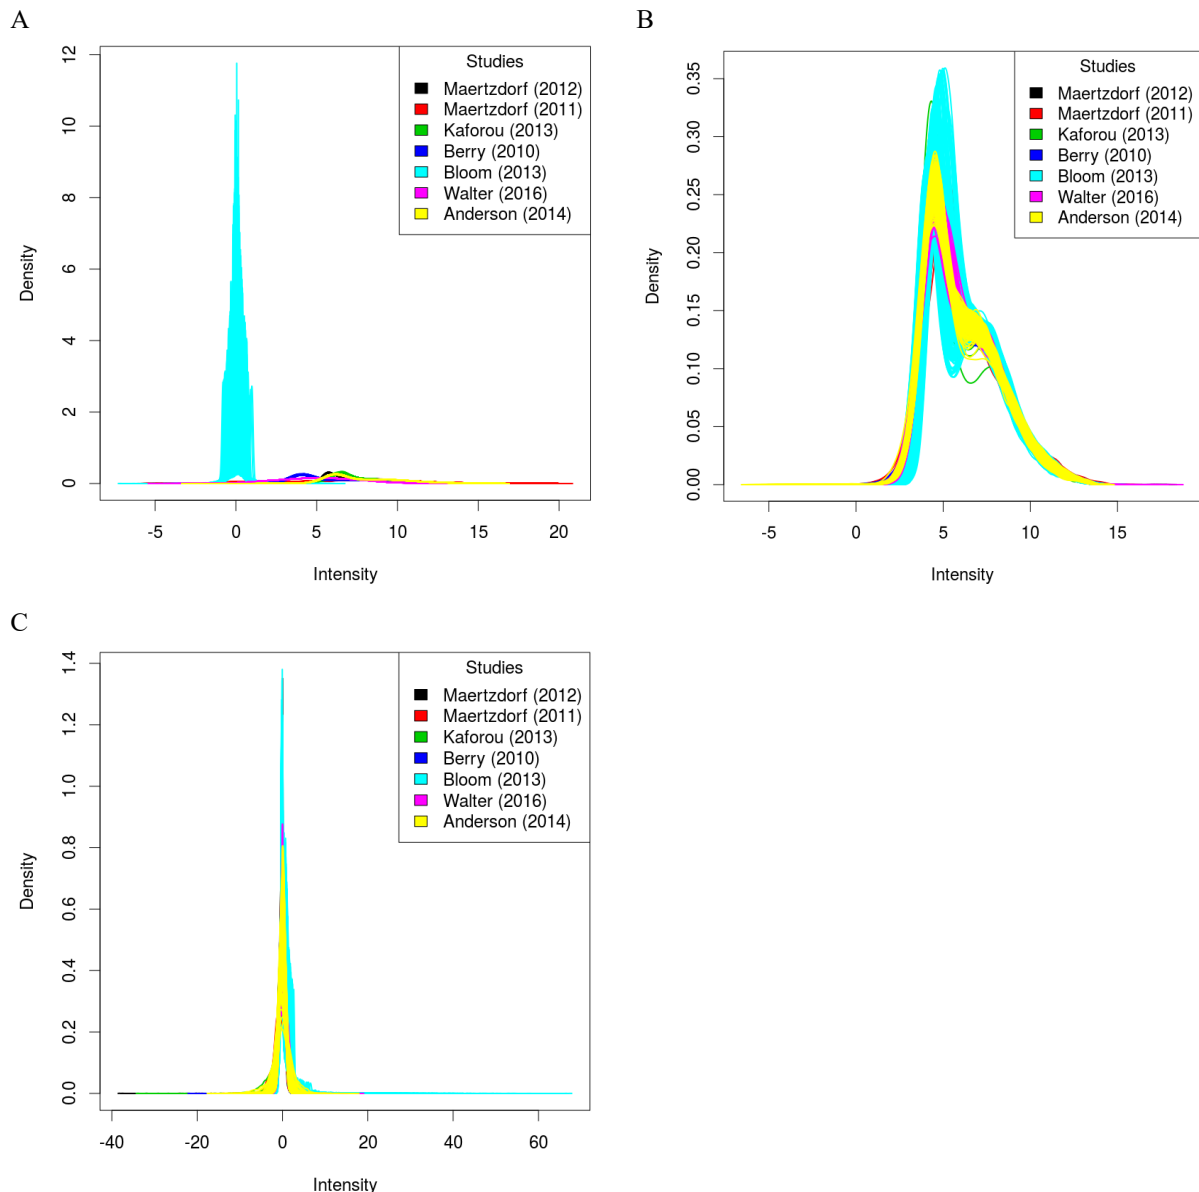 A
Density
0 2 4 6 8 10 12
Studies
Maertzdorf (2012)
Maertzdorf (2011)
Kaforou (2013)
Berry (2010)
Bloom (2013)
Walter (2016)
Anderson (2014)
-5 0 5 10 15 20
Intensity
B
Density
0.00 0.05 0.10 0.15 0.20 0.25 0.30 0.35
Studies
Maertzdorf (2012)
Maertzdorf (2011)
Kaforou (2013)
Berry (2010)
Bloom (2013)
Walter (2016)
Anderson (2014)
-5 0 5 10 15
Intensity
C
Density
0.0 0.2 0.4 0.6 0.8 1.0 1.2 1.4
Studies
Maertzdorf (2012)
Maertzdorf (2011)
Kaforou (2013)
Berry (2010)
Bloom (2013)
Walter (2016)
Anderson (2014)
-40 -20 0 20 40 60
Intensity